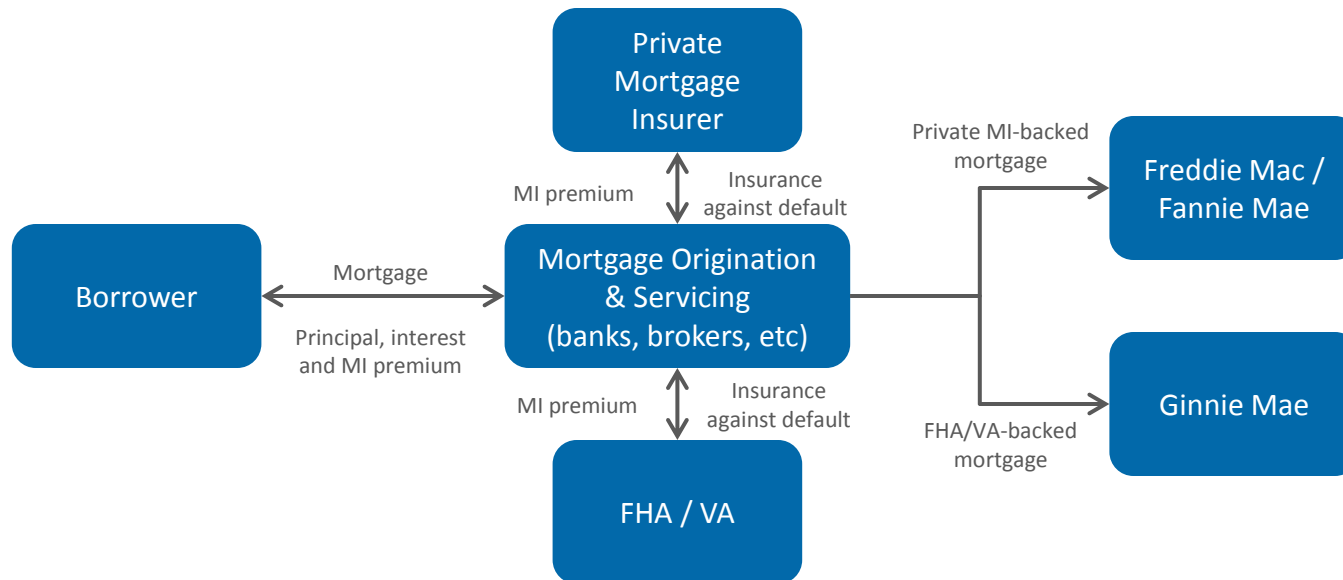 Private
Mortgage
Insurer
Private MI-backed
mortgage
Freddie Mac /
Fannie Mae
MI premium
Insurance
against default
Borrower
Mortgage
Principal, interest
and MI premium
Mortgage Origination
& Servicing
(banks, brokers, etc)
MI premium
Insurance
against default
FHA/VA-backed
mortgage
Ginnie Mae
FHA / VA